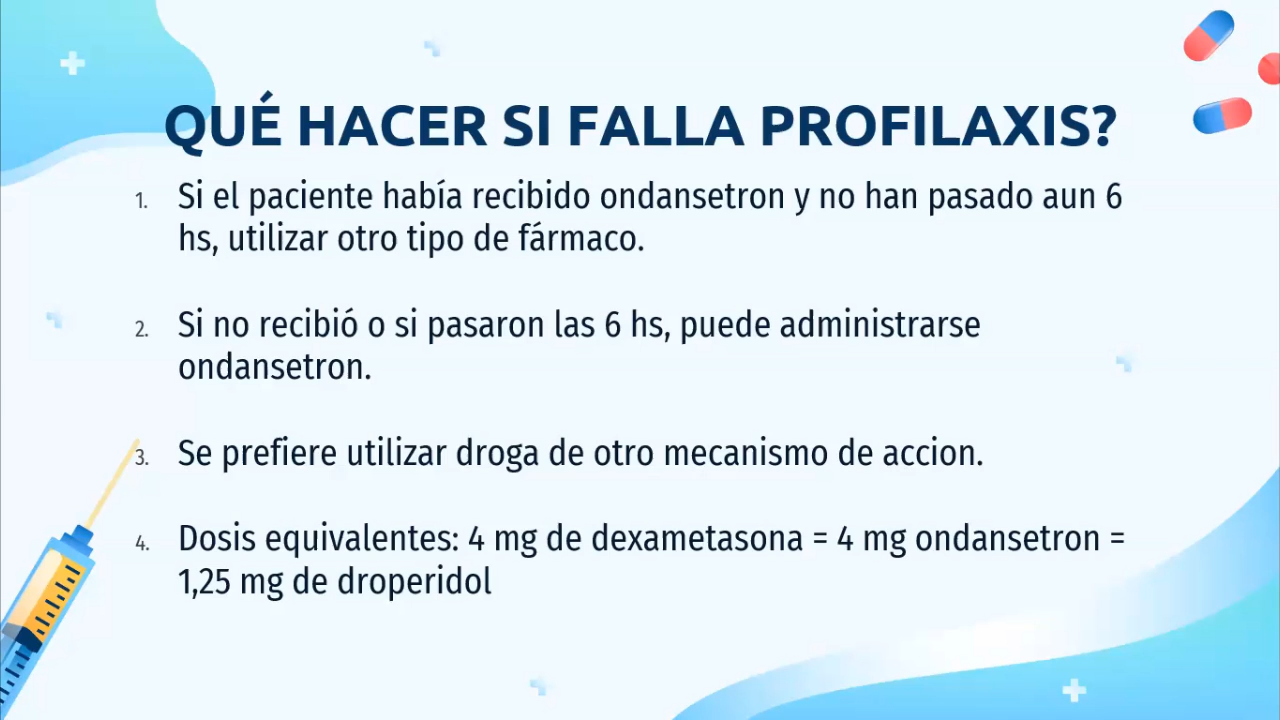 QUÉ HACER SI FALLA PROFILAXIS?
1. Si el paciente había recibido ondansetron y no han pasado aun 6
hs, utilizar otro tipo de fármaco.
2. Si no recibió o si pasaron las 6 hs, puede administrarse
ondansetron.
3. Se prefiere utilizar droga de otro mecanismo de accion.
4. Dosis equivalentes: 4 mg de dexametasona = 4 mg ondansetron =
1,25 mg de droperidol